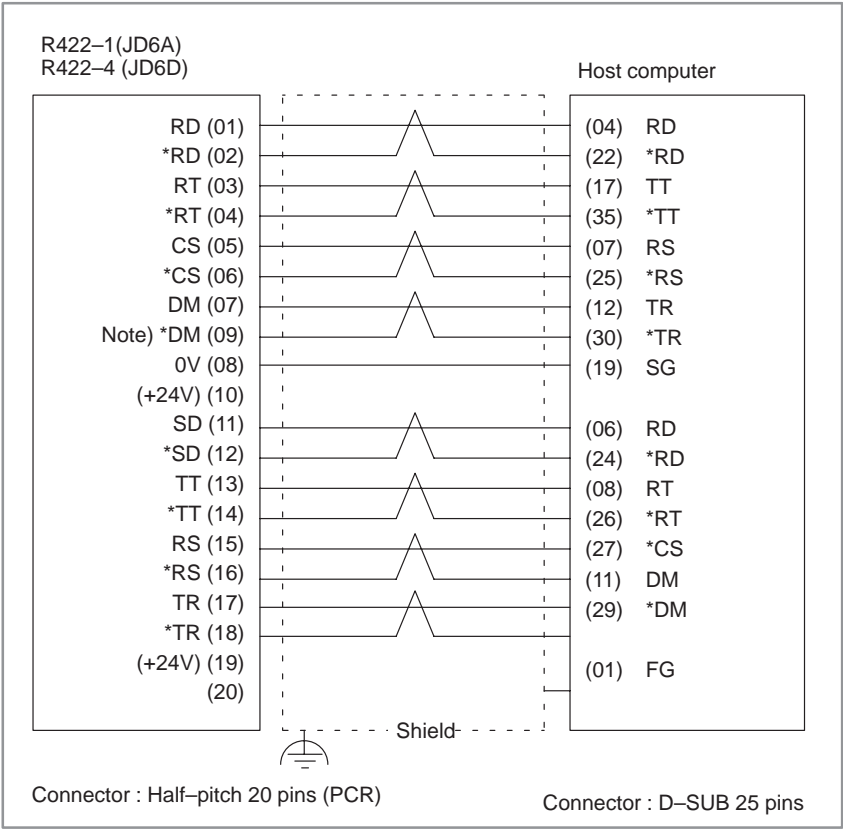 R422–1(JD6A)
R422–4 (JD6D)
Host computer
RD (01)
*RD (02)
RT (03)
*RT (04)
CS (05)
*CS (06)
DM (07)
Note) *DM (09)
0V (08)
(+24V) (10)
SD (11)
*SD (12)
TT (13)
*TT (14)
RS (15)
*RS (16)
TR (17)
*TR (18)
(+24V) (19)
(20)
(04) RD
(22) *RD
(17) TT
(35) *TT
(07) RS
(25) *RS
(12) TR
(30) *TR
(19) SG
(06) RD
(24) *RD
(08) RT
(26) *RT
(27) *CS
(11) DM
(29) *DM
(01) FG
Shield
Connector : Half–pitch 20 pins (PCR)
Connector : D–SUB 25 pins